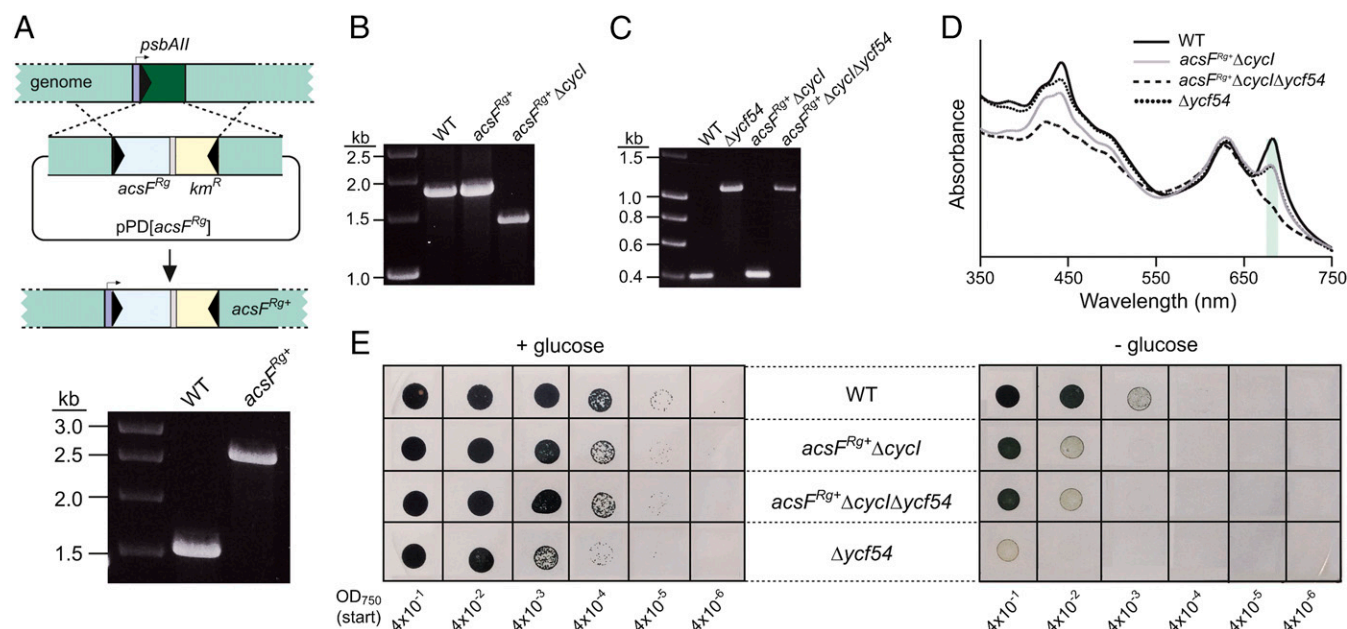 A
psbAII
genome
acsF^Rg
km^R
pPD[acsF^Rg]
acsF^Rg+
kb
WT
acsF^Rg+
3.0
2.5
2.0
1.5
B
kb
WT
acsF^Rg+
acsF^Rg+ΔcycI
2.5
2.0
1.5
1.0
C
kb
WT
Δycf54
acsF^Rg+ΔcycI
acsF^Rg+ΔcycIΔycf54
1.5
1.0
0.8
0.6
0.4
D
Absorbance
WT
acsF^Rg+ΔcycI
acsF^Rg+ΔcycIΔycf54
Δycf54
350 450 550 650 750
Wavelength (nm)
E
+ glucose
- glucose
WT
acsF^Rg+ΔcycI
acsF^Rg+ΔcycIΔycf54
Δycf54
OD750
(start)
4x10^-1 4x10^-2 4x10^-3 4x10^-4 4x10^-5 4x10^-6
4x10^-1 4x10^-2 4x10^-3 4x10^-4 4x10^-5 4x10^-6